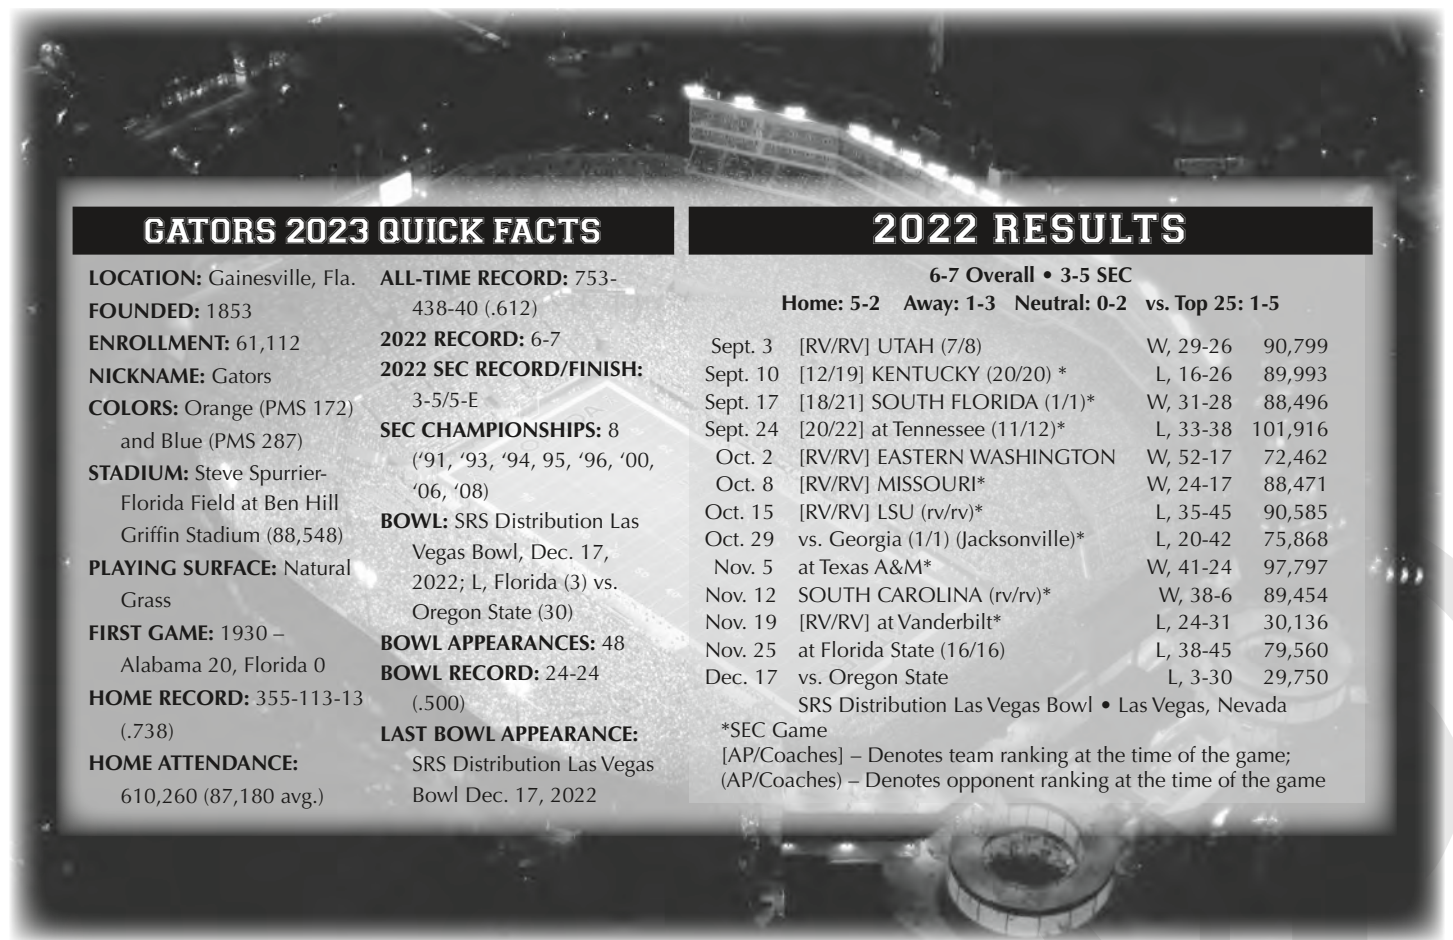 GATORS 2023 QUICK FACTS
LOCATION: Gainesville, Fla.
FOUNDED: 1853
ENROLLMENT: 61,112
NICKNAME: Gators
COLORS: Orange (PMS 172)
and Blue (PMS 287)
STADIUM: Steve Spurrier-
Florida Field at Ben Hill
Griffin Stadium (88,548)
PLAYING SURFACE: Natural
Grass
FIRST GAME: 1930 –
Alabama 20, Florida 0
HOME RECORD: 355-113-13
(.738)
HOME ATTENDANCE:
610,260 (87,180 avg.)
ALL-TIME RECORD: 753-
438-40 (.612)
2022 RECORD: 6-7
2022 SEC RECORD/FINISH:
3-5/5-E
SEC CHAMPIONSHIPS: 8
(‘91, ‘93, ‘94, 95, ‘96, ‘00,
‘06, ‘08)
BOWL: SRS Distribution Las
Vegas Bowl, Dec. 17,
2022; L, Florida (3) vs.
Oregon State (30)
BOWL APPEARANCES: 48
BOWL RECORD: 24-24
(.500)
LAST BOWL APPEARANCE:
SRS Distribution Las Vegas
Bowl Dec. 17, 2022
2022 RESULTS
6-7 Overall • 3-5 SEC
Home: 5-2 Away: 1-3 Neutral: 0-2 vs. Top 25: 1-5
Sept. 3 [RV/RV] UTAH (7/8) W, 29-26 90,799
Sept. 10 [12/19] KENTUCKY (20/20) * L, 16-26 89,993
Sept. 17 [18/21] SOUTH FLORIDA (1/1)* W, 31-28 88,496
Sept. 24 [20/22] at Tennessee (11/12)* L, 33-38 101,916
Oct. 2 [RV/RV] EASTERN WASHINGTON W, 52-17 72,462
Oct. 8 [RV/RV] MISSOURI* W, 24-17 88,471
Oct. 15 [RV/RV] LSU (rv/rv)* L, 35-45 90,585
Oct. 29 vs. Georgia (1/1) (Jacksonville)* L, 20-42 75,868
Nov. 5 at Texas A&M* W, 41-24 97,797
Nov. 12 SOUTH CAROLINA (rv/rv)* W, 38-6 89,454
Nov. 19 [RV/RV] at Vanderbilt* L, 24-31 30,136
Nov. 25 at Florida State (16/16) L, 38-45 79,560
Dec. 17 vs. Oregon State L, 3-30 29,750
SRS Distribution Las Vegas Bowl • Las Vegas, Nevada
*SEC Game
[AP/Coaches] – Denotes team ranking at the time of the game;
(AP/Coaches) – Denotes opponent ranking at the time of the game